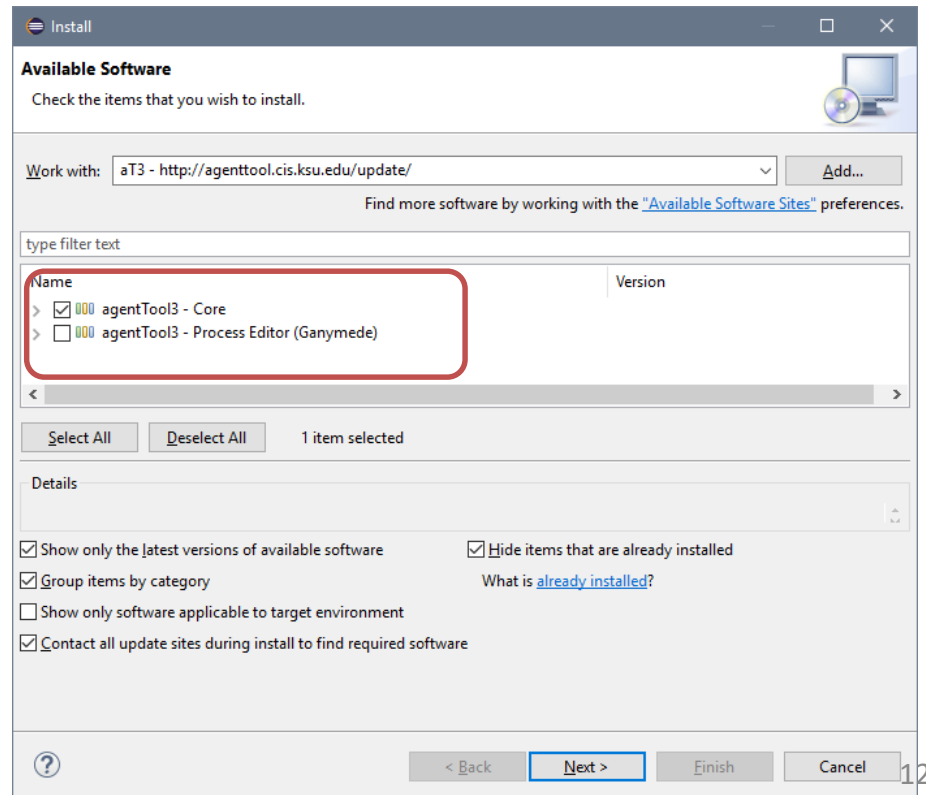 Install
Available Software
Check the items that you wish to install.
Work with: aT3 - http://agenttool.cis.ksu.edu/update/ Add...
Find more software by working with the "Available Software Sites" preferences.
type filter text
Name Version
agentTool3 - Core
agentTool3 - Process Editor (Ganymede)
Select All Deselect All 1 item selected
Details
Show only the latest versions of available software Hide items that are already installed
Group items by category What is already installed?
Show only software applicable to target environment
Contact all update sites during install to find required software
? < Back Next > Finish Cancel
12